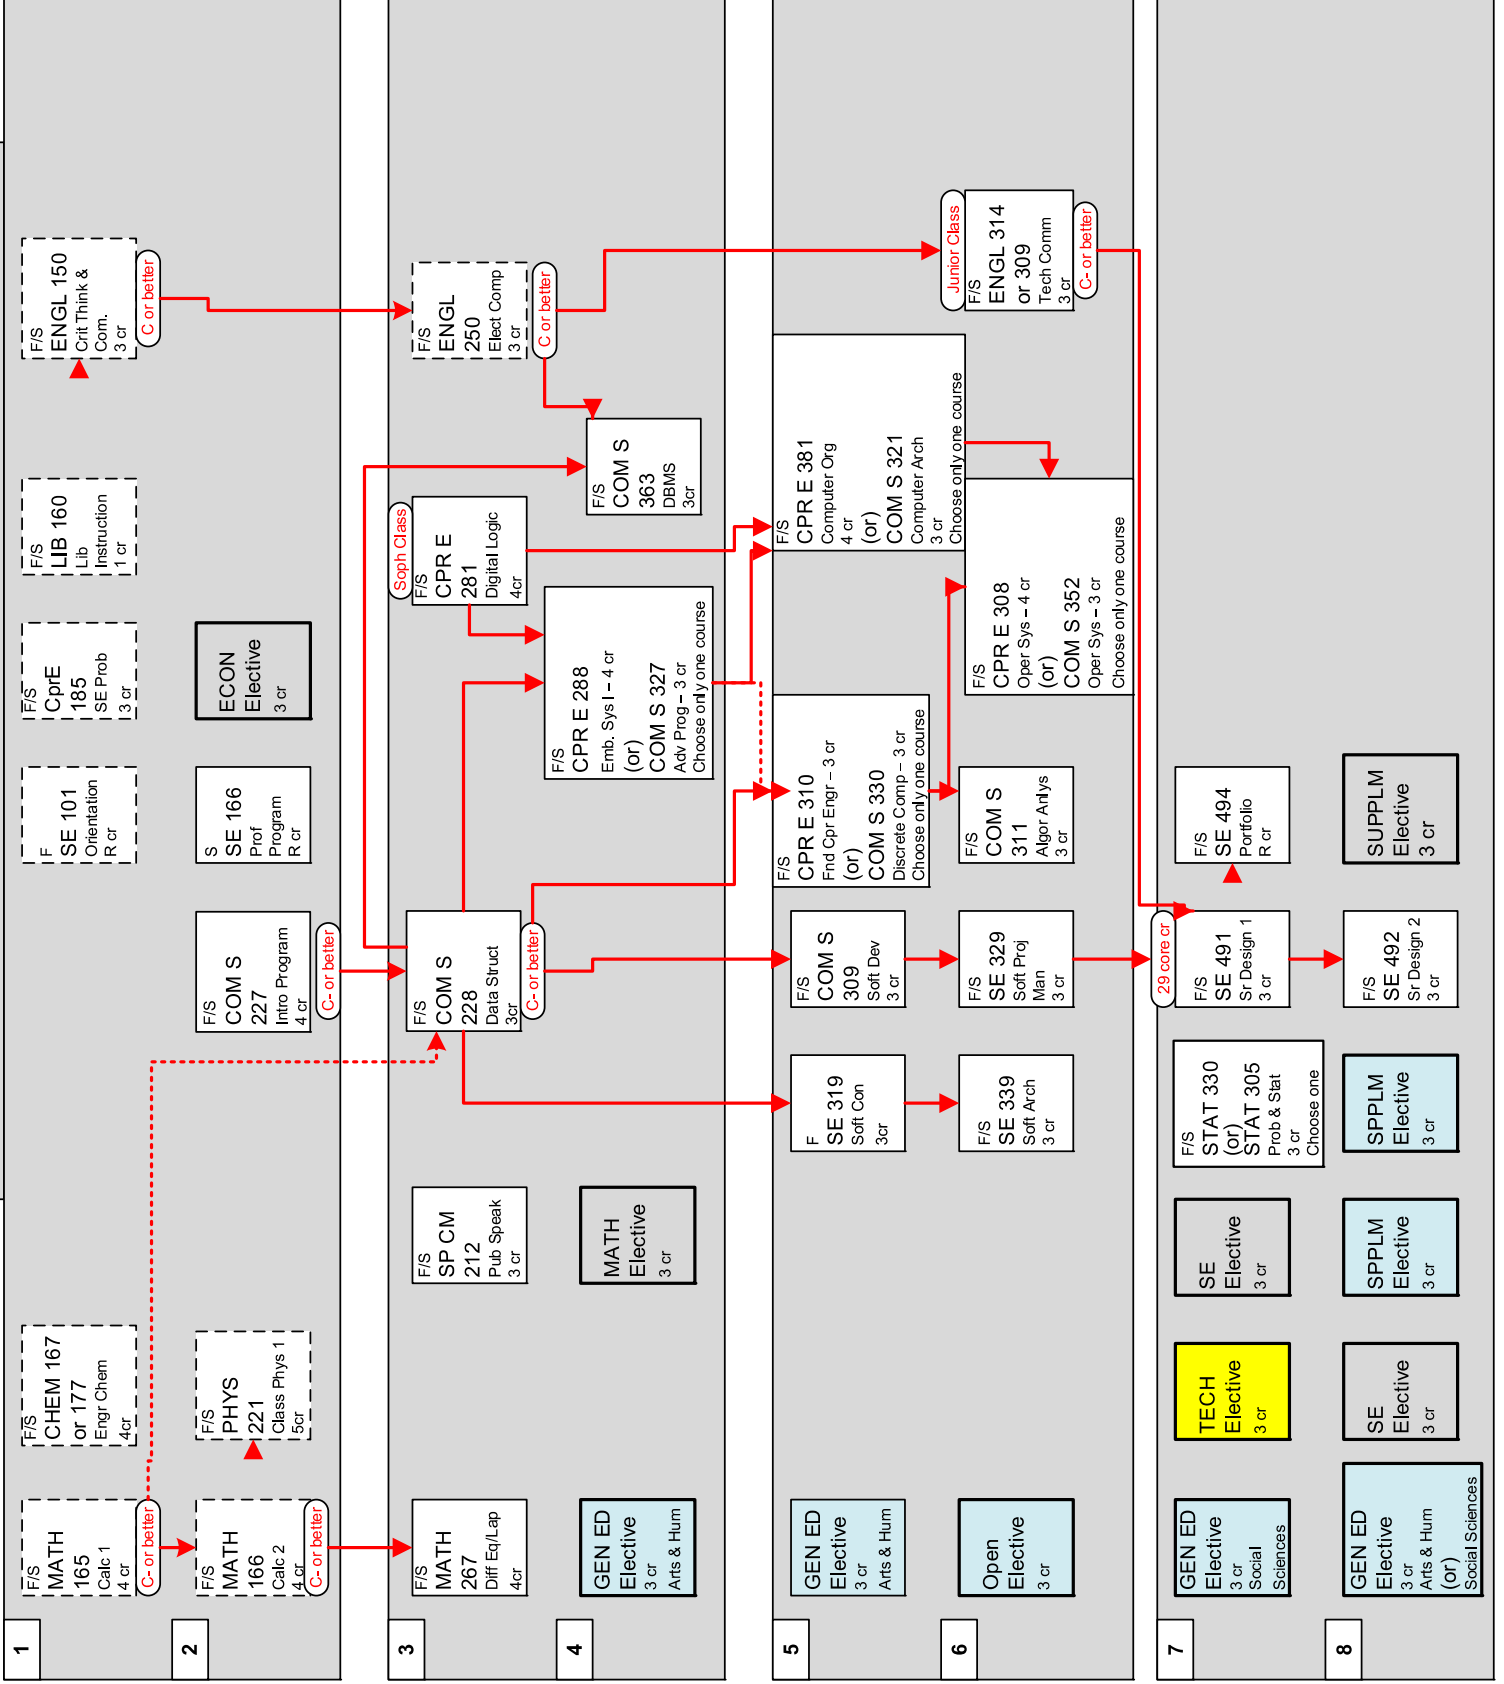 1
F/S
MATH
165
Calc 1
4 cr
C- or better
F/S
CHEM 167
or 177
Engr Chem
4cr
F
SE 101
Orientation
R cr
F/S
CprE
185
SE Prob
3 cr
F/S
LIB 160
Lib
Instruction
1 cr
F/S
ENGL 150
Crit Think &
Com.
3 cr
C or better
2
F/S
MATH
166
Calc 2
4 cr
C- or better
F/S
PHYS
221
Class Phys 1
5cr
F/S
COM S
227
Intro Program
4 cr
C- or better
S
SE 166
Prof
Program
R cr
ECON
Elective
3 cr
3
F/S
MATH
267
Diff Eq/Lap
4cr
F/S
SP CM
212
Pub Speak
3 cr
F/S
COM S
228
Data Struct
3cr
C- or better
Soph Class
F/S
CPR E
281
Digital Logic
4cr
F/S
ENGL
250
Elect Comp
3 cr
C or better
4
GEN ED
Elective
3 cr
Arts & Hum
MATH
Elective
3 cr
F/S
CPR E 288
Emb. Sys I – 4 cr
(or)
COM S 327
Adv Prog – 3 cr
Choose only one course
F/S
COM S
363
DBMS
3cr
5
GEN ED
Elective
3 cr
Arts & Hum
F
SE 319
Soft Con
3cr
F/S
COM S
309
Soft Dev
3 cr
F/S
CPR E 310
Fnd Cpr Engr – 3 cr
(or)
COM S 330
Discrete Comp – 3 cr
Choose only one course
F/S
CPR E 381
Computer Org
4 cr
(or)
COM S 321
Computer Arch
3 cr
Choose only one course
6
Open
Elective
3 cr
F/S
SE 339
Soft Arch
3 cr
F/S
SE 329
Soft Proj
Man
3 cr
F/S
COM S
311
Algor Anlys
3 cr
F/S
CPR E 308
Oper Sys – 4 cr
(or)
COM S 352
Oper Sys – 3 cr
Choose only one course
Junior Class
F/S
ENGL 314
or 309
Tech Comm
3 cr
C- or better
7
GEN ED
Elective
3 cr
Social
Sciences
TECH
Elective
3 cr
SE
Elective
3 cr
F/S
STAT 330
(or)
STAT 305
Prob & Stat
3 cr
Choose one
29 core cr
F/S
SE 491
Sr Design 1
3 cr
F/S
SE 494
Portfolio
R cr
8
GEN ED
Elective
3 cr
Arts & Hum
(or)
Social Sciences
SE
Elective
3 cr
SPPLM
Elective
3 cr
SPPLM
Elective
3 cr
F/S
SE 492
Sr Design 2
3 cr
SUPPLM
Elective
3 cr